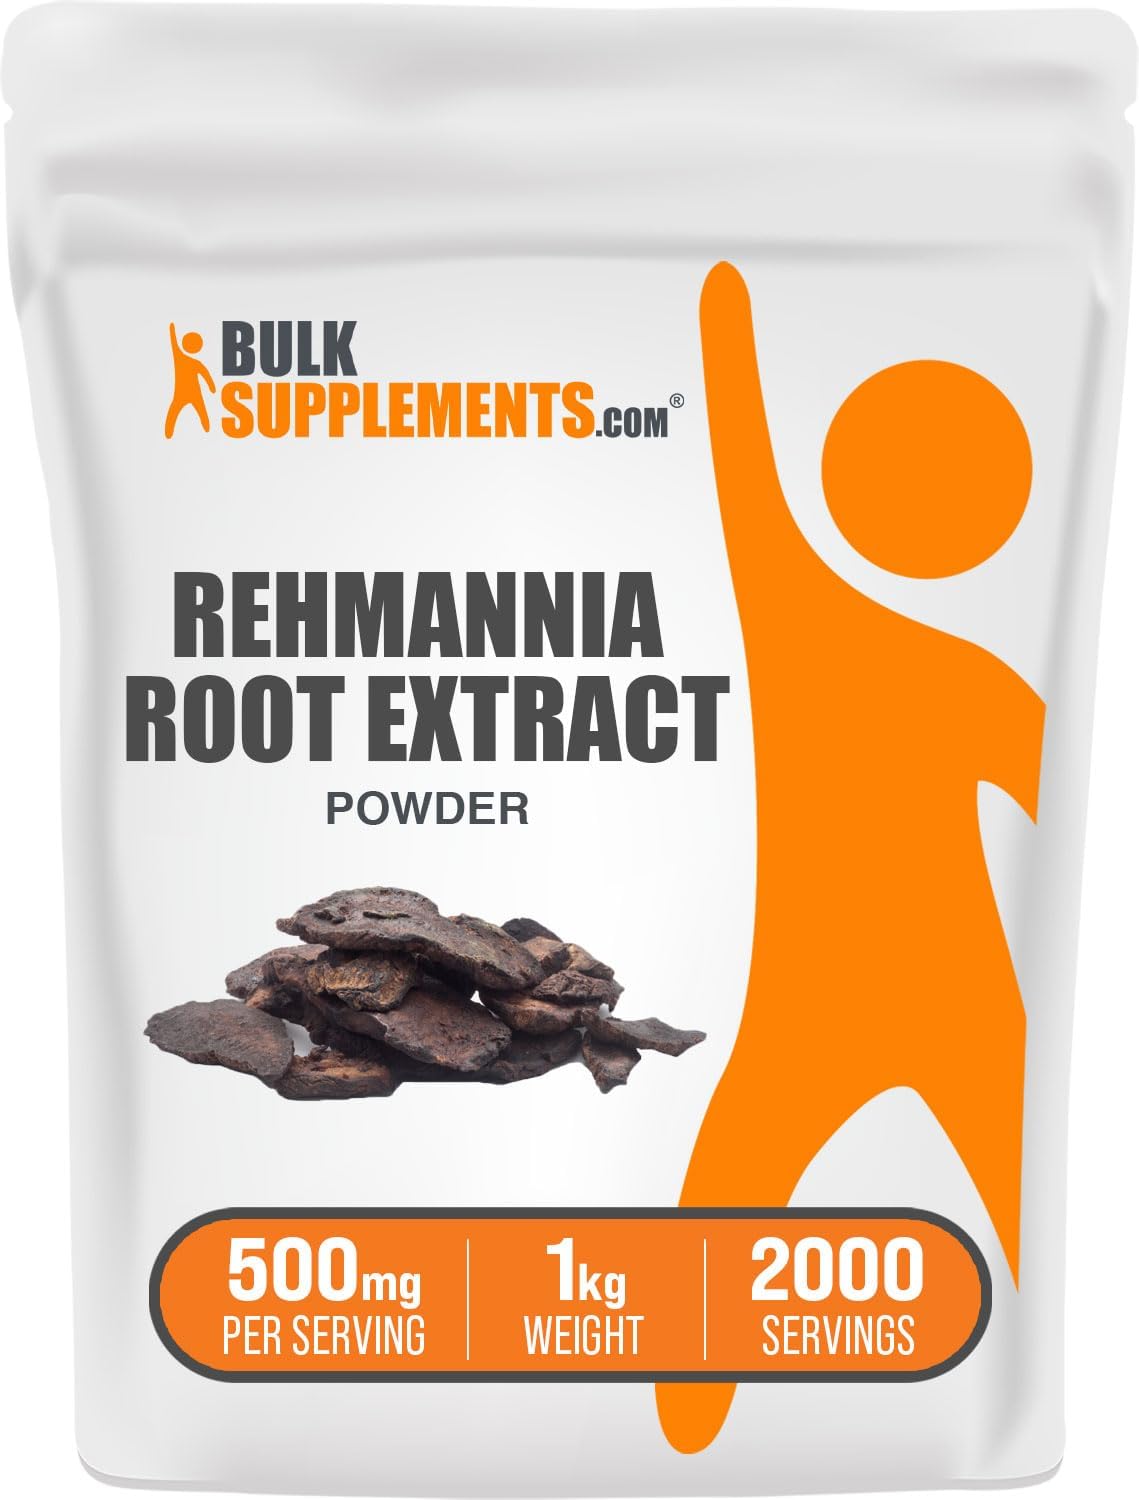 BULK
SUPPLEMENTS.COM®
REHMANNIA
ROOT EXTRACT
POWDER
500mg
PER SERVING
1kg
WEIGHT
2000
SERVINGS